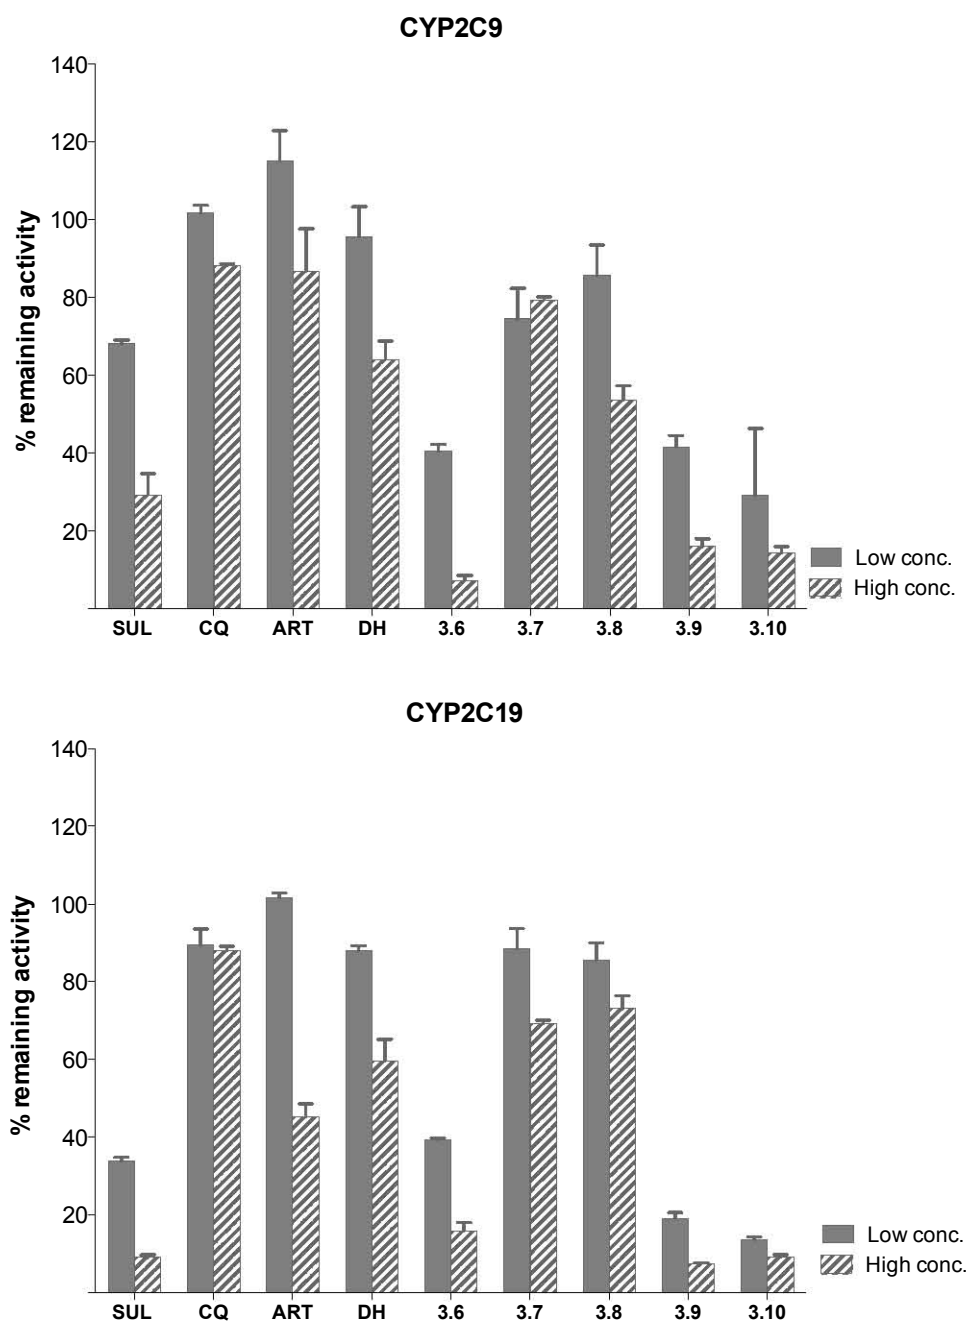 CYP2C9
% remaining activity
140
120
100
80
60
40
20
SUL CQ ART DH 3.6 3.7 3.8 3.9 3.10
Low conc.
High conc.
CYP2C19
% remaining activity
140
120
100
80
60
40
20
SUL CQ ART DH 3.6 3.7 3.8 3.9 3.10
Low conc.
High conc.